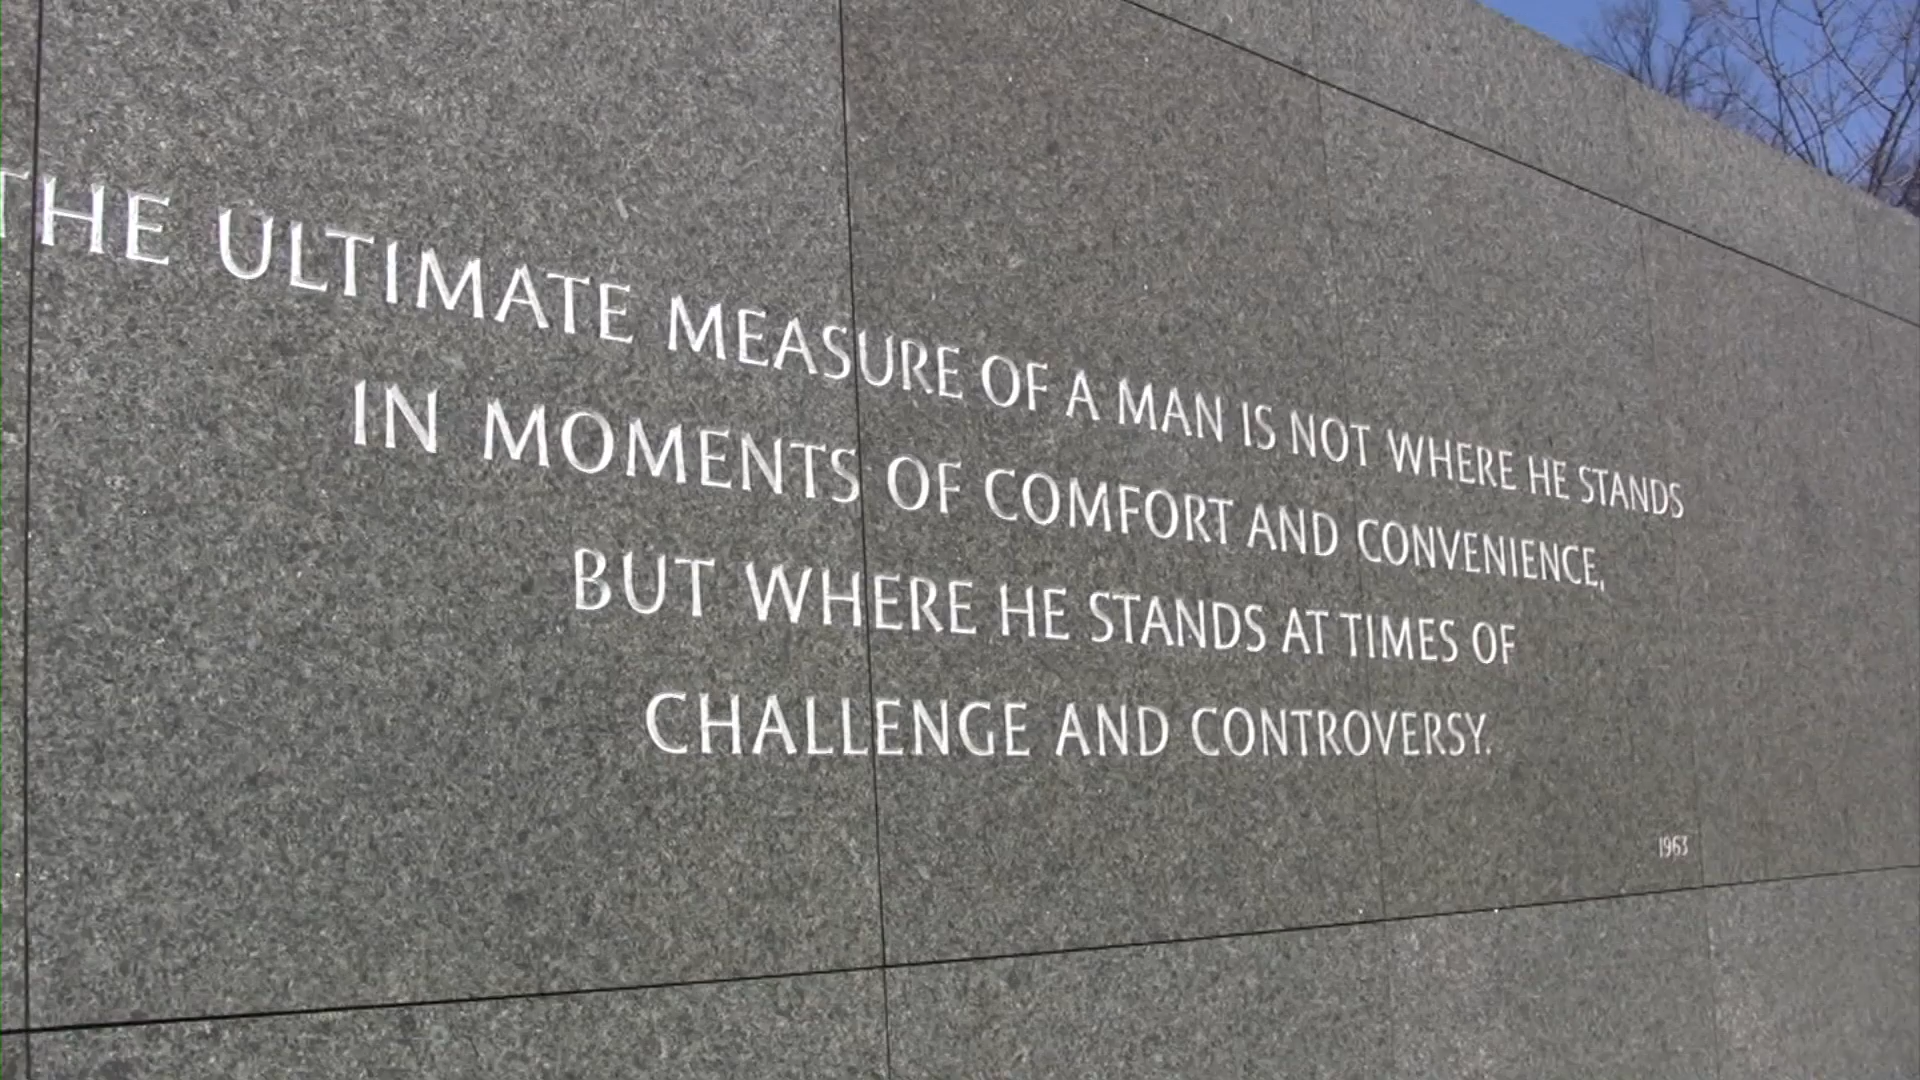 THE ULTIMATE MEASURE OF A MAN IS NOT WHERE HE STANDS
IN MOMENTS OF COMFORT AND CONVENIENCE,
BUT WHERE HE STANDS AT TIMES OF
CHALLENGE AND CONTROVERSY.
1963